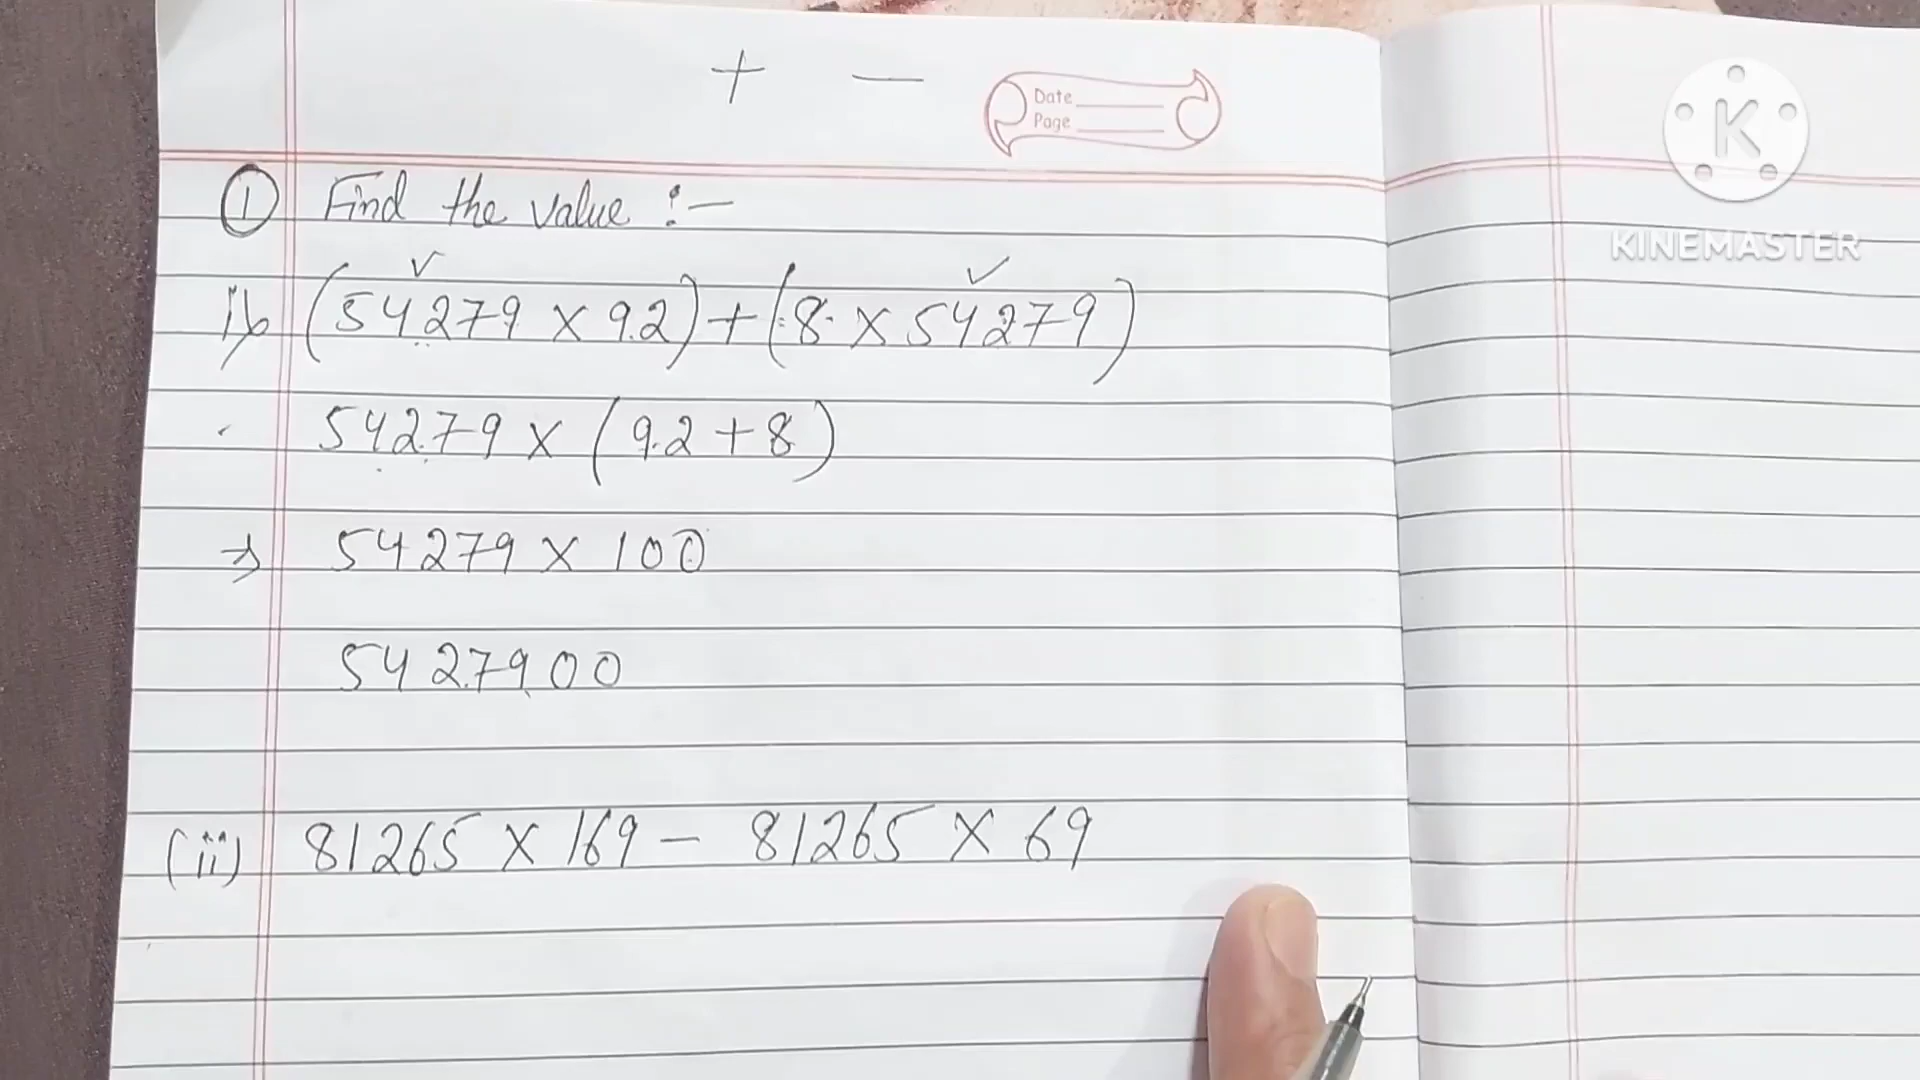 + −
Date
Page
K
KINEMASTER
① Find the value :−
i) (54279 × 92) + (8 × 54279)
54279 × (92 + 8)
⇒ 54279 × 100
5427900
(ii) 81265 × 169 − 81265 × 69